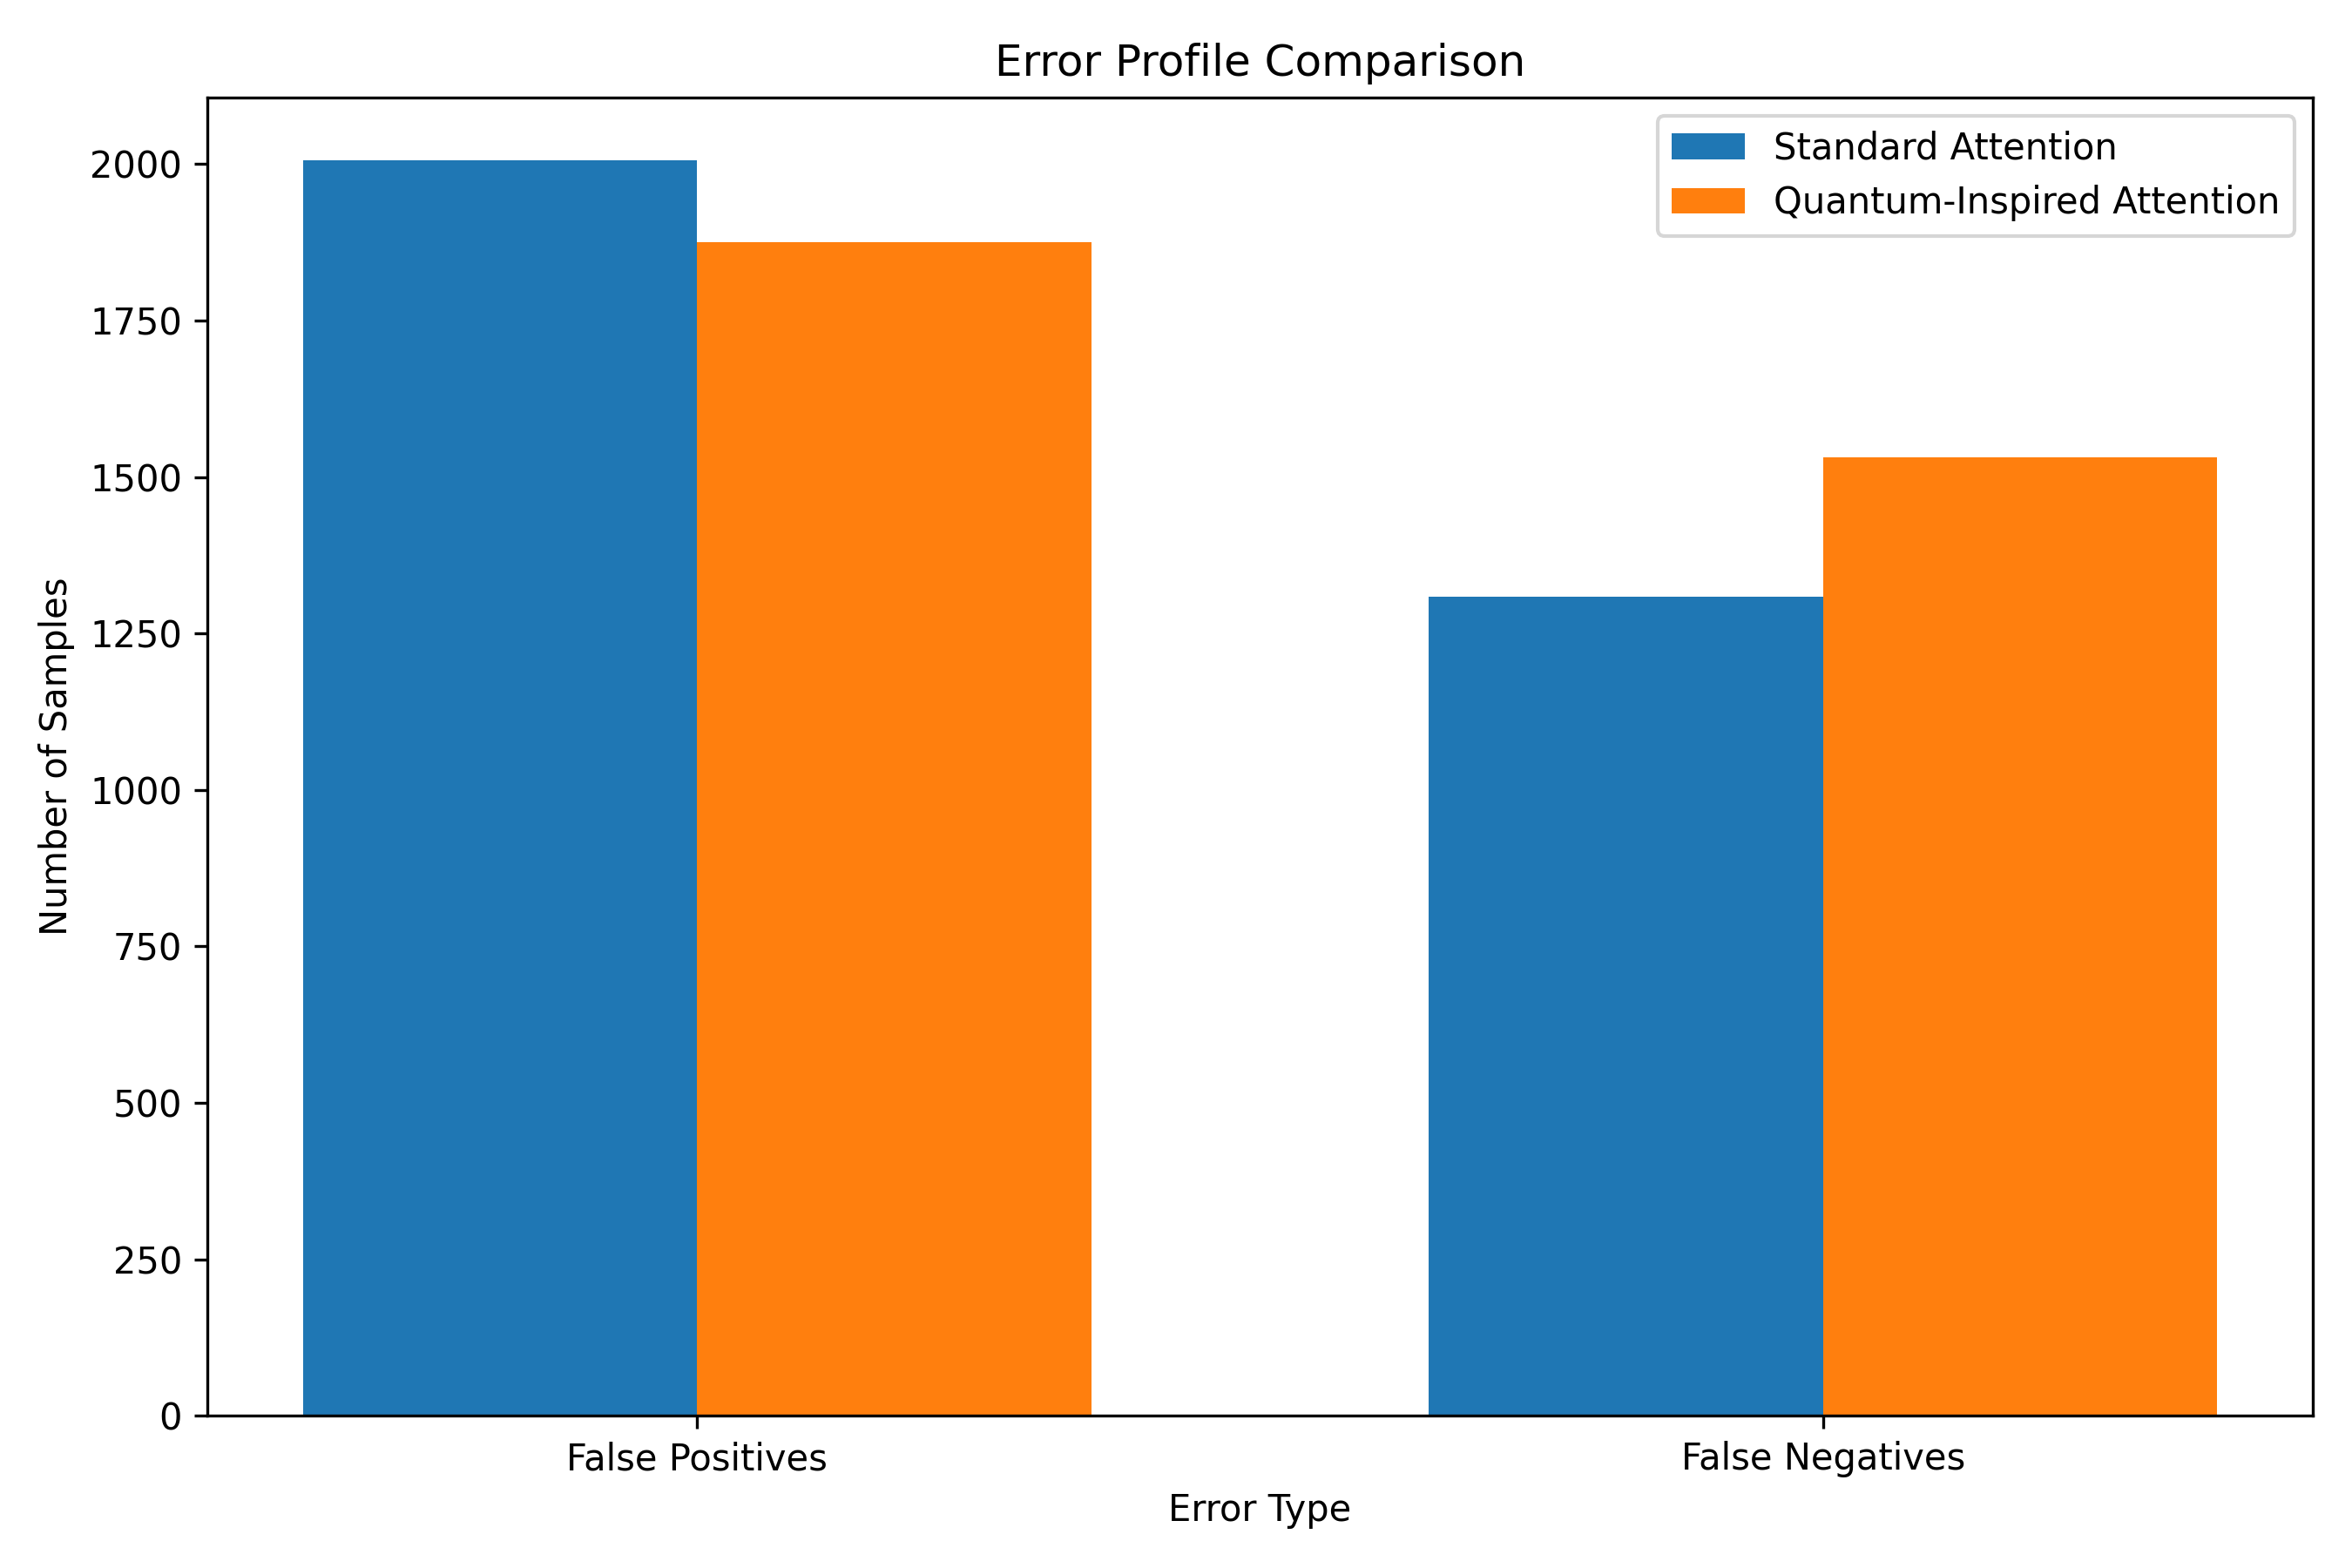 Error Profile Comparison
Standard Attention
Quantum-Inspired Attention
Number of Samples
2000
1750
1500
1250
1000
750
500
250
0
False Positives
False Negatives
Error Type